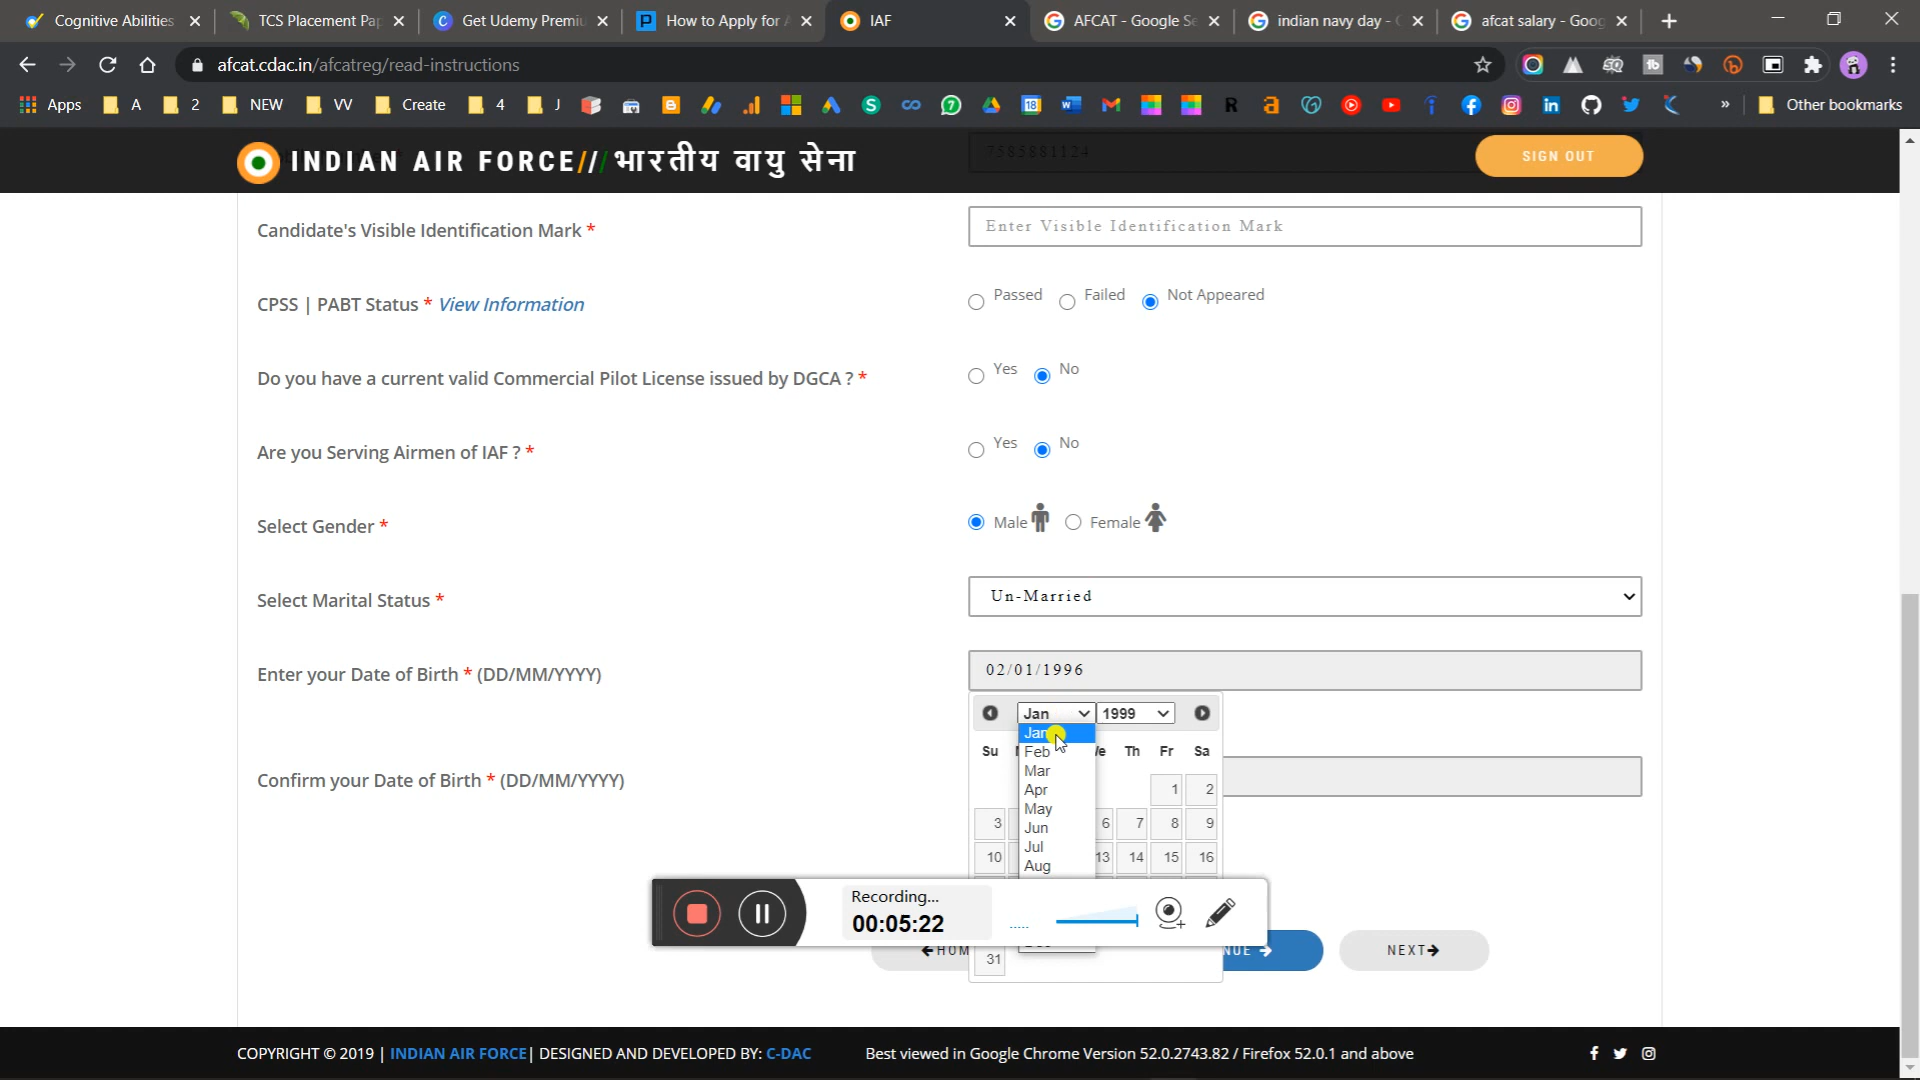 Cognitive Abilities
TCS Placement Pap
Get Udemy Premiu
How to Apply for A
IAF
AFCAT - Google Se
indian navy day - G
afcat salary - Goog
afcat.cdac.in/afcatreg/read-instructions
Apps
A
2
NEW
VV
Create
4
J
Other bookmarks
INDIAN AIR FORCE// भारतीय वायु सेना
7585881124
SIGN OUT
Candidate's Visible Identification Mark *
Enter Visible Identification Mark
CPSS | PABT Status * View Information
Passed Failed Not Appeared
Do you have a current valid Commercial Pilot License issued by DGCA ? *
Yes No
Are you Serving Airmen of IAF ? *
Yes No
Select Gender *
Male Female
Select Marital Status *
Un-Married
Enter your Date of Birth * (DD/MM/YYYY)
02/01/1996
Jan 1999
Jan
Su Th Fr Sa
Feb
Mar
Confirm your Date of Birth * (DD/MM/YYYY)
Apr 1 2
May
3 Jun 6 7 8 9
Jul
10 Aug 13 14 15 16
Recording...
00:05:22
31
NEXT
COPYRIGHT © 2019 | INDIAN AIR FORCE | DESIGNED AND DEVELOPED BY: C-DAC
Best viewed in Google Chrome Version 52.0.2743.82 / Firefox 52.0.1 and above